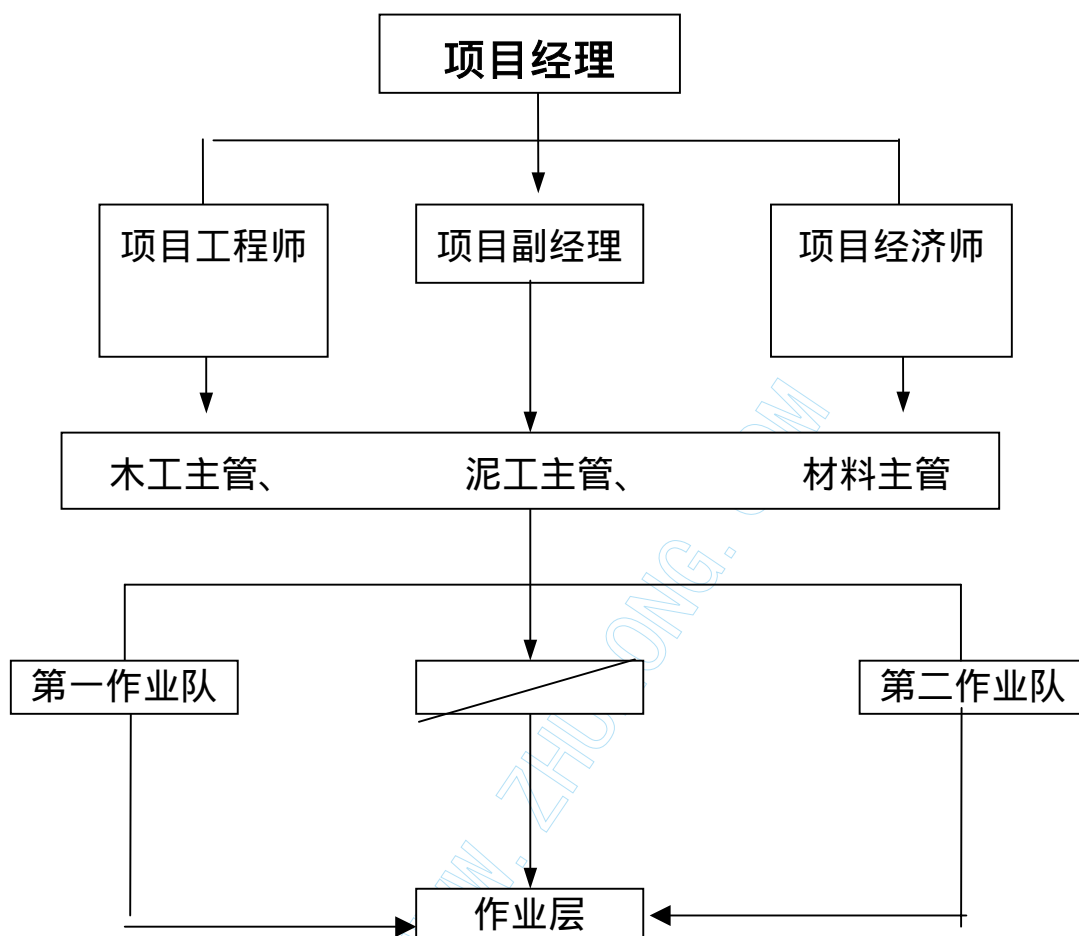 项目经理
项目工程师 项目副经理 项目经济师
木工主管、 泥工主管、 材料主管
第一作业队 第二作业队
作业层